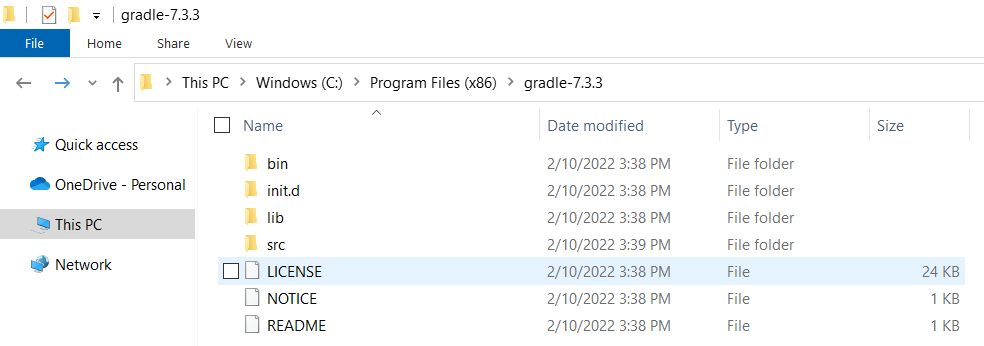 gradle-7.3.3
File Home Share View
This PC Windows (C:) Program Files (x86) gradle-7.3.3
Name Date modified Type Size
Quick access
OneDrive - Personal
This PC
Network
bin 2/10/2022 3:38 PM File folder
init.d 2/10/2022 3:38 PM File folder
lib 2/10/2022 3:38 PM File folder
src 2/10/2022 3:39 PM File folder
LICENSE 2/10/2022 3:38 PM File 24 KB
NOTICE 2/10/2022 3:38 PM File 1 KB
README 2/10/2022 3:38 PM File 1 KB